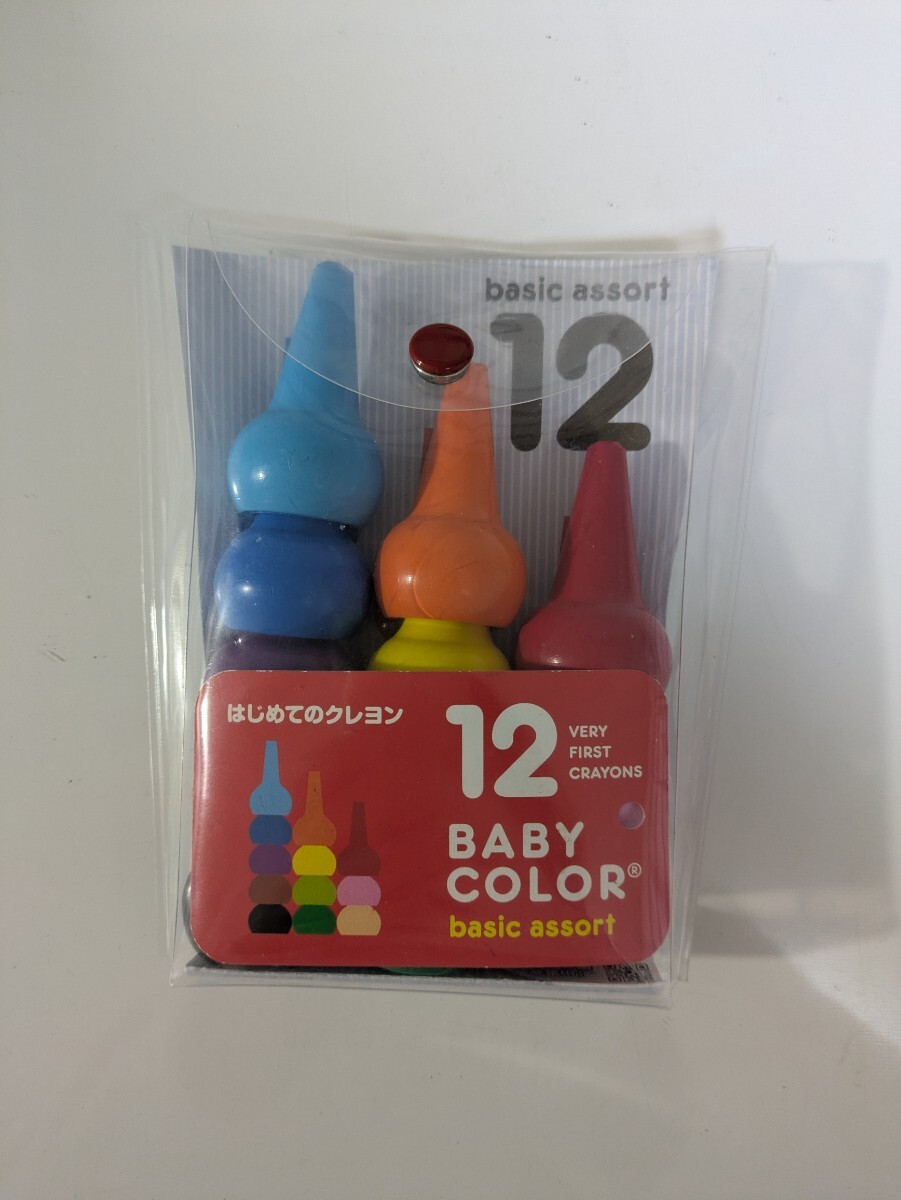 basic assort
12
はじめてのクレヨン
12
VERY
FIRST
CRAYONS
BABY
COLOR®
basic assort